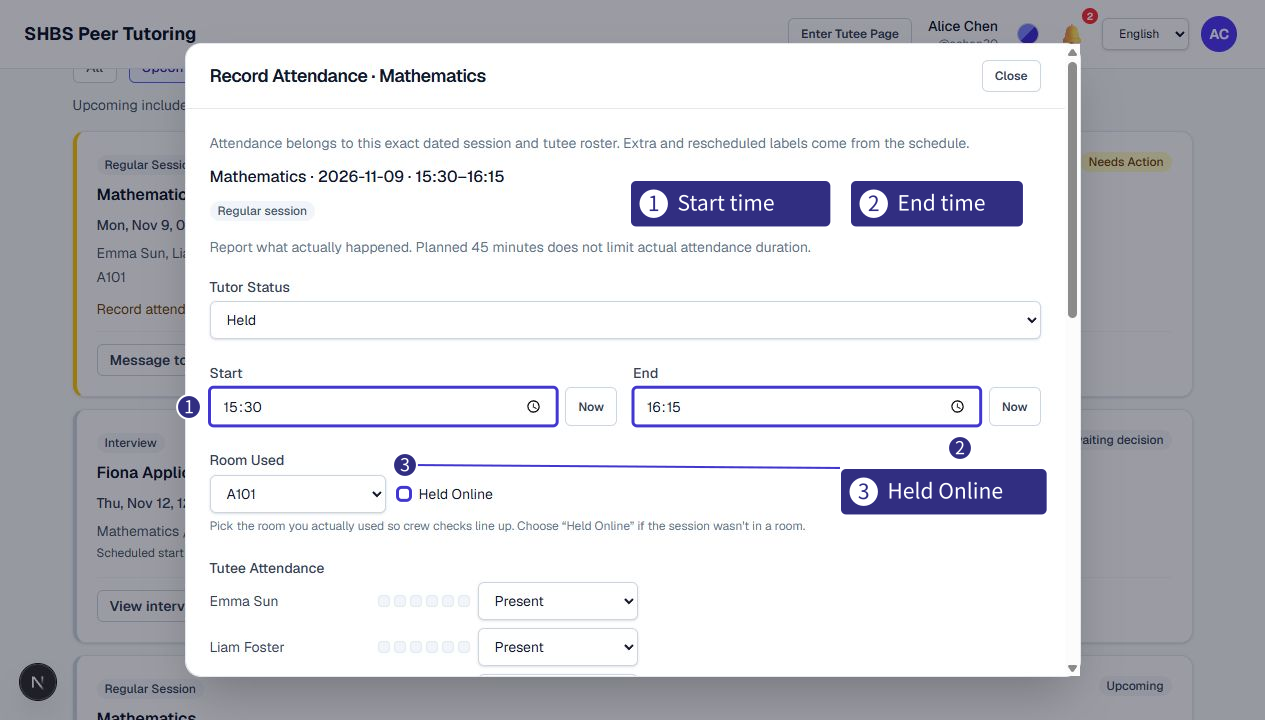 SHBS Peer Tutoring
Enter Tutee Page
Alice Chen
2
English
AC
All
Upcom
Upcoming include
Record Attendance · Mathematics
Close
Attendance belongs to this exact dated session and tutee roster. Extra and rescheduled labels come from the schedule.
Mathematics · 2026-11-09 · 15:30–16:15
Regular session
1 Start time
2 End time
Report what actually happened. Planned 45 minutes does not limit actual attendance duration.
Tutor Status
Held
Start
End
1
15:30
Now
16:15
Now
2
Room Used
3
A101
Held Online
3 Held Online
Pick the room you actually used so crew checks line up. Choose “Held Online” if the session wasn't in a room.
Tutee Attendance
Emma Sun
Present
Liam Foster
Present
Regular Sessio
Needs Action
Mathematic
Mon, Nov 9, 0
Emma Sun, Lia
A101
Record attend
Message to
Interview
aiting decision
Fiona Applic
Thu, Nov 12, 12
Mathematics
Scheduled start
View interv
Regular Session
Upcoming
Mathematics
N